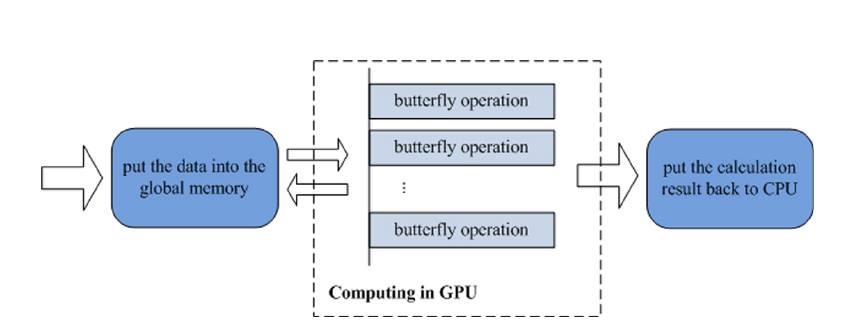 butterfly operation
butterfly operation
put the data into the
global memory
⋮
butterfly operation
put the calculation
result back to CPU
Computing in GPU